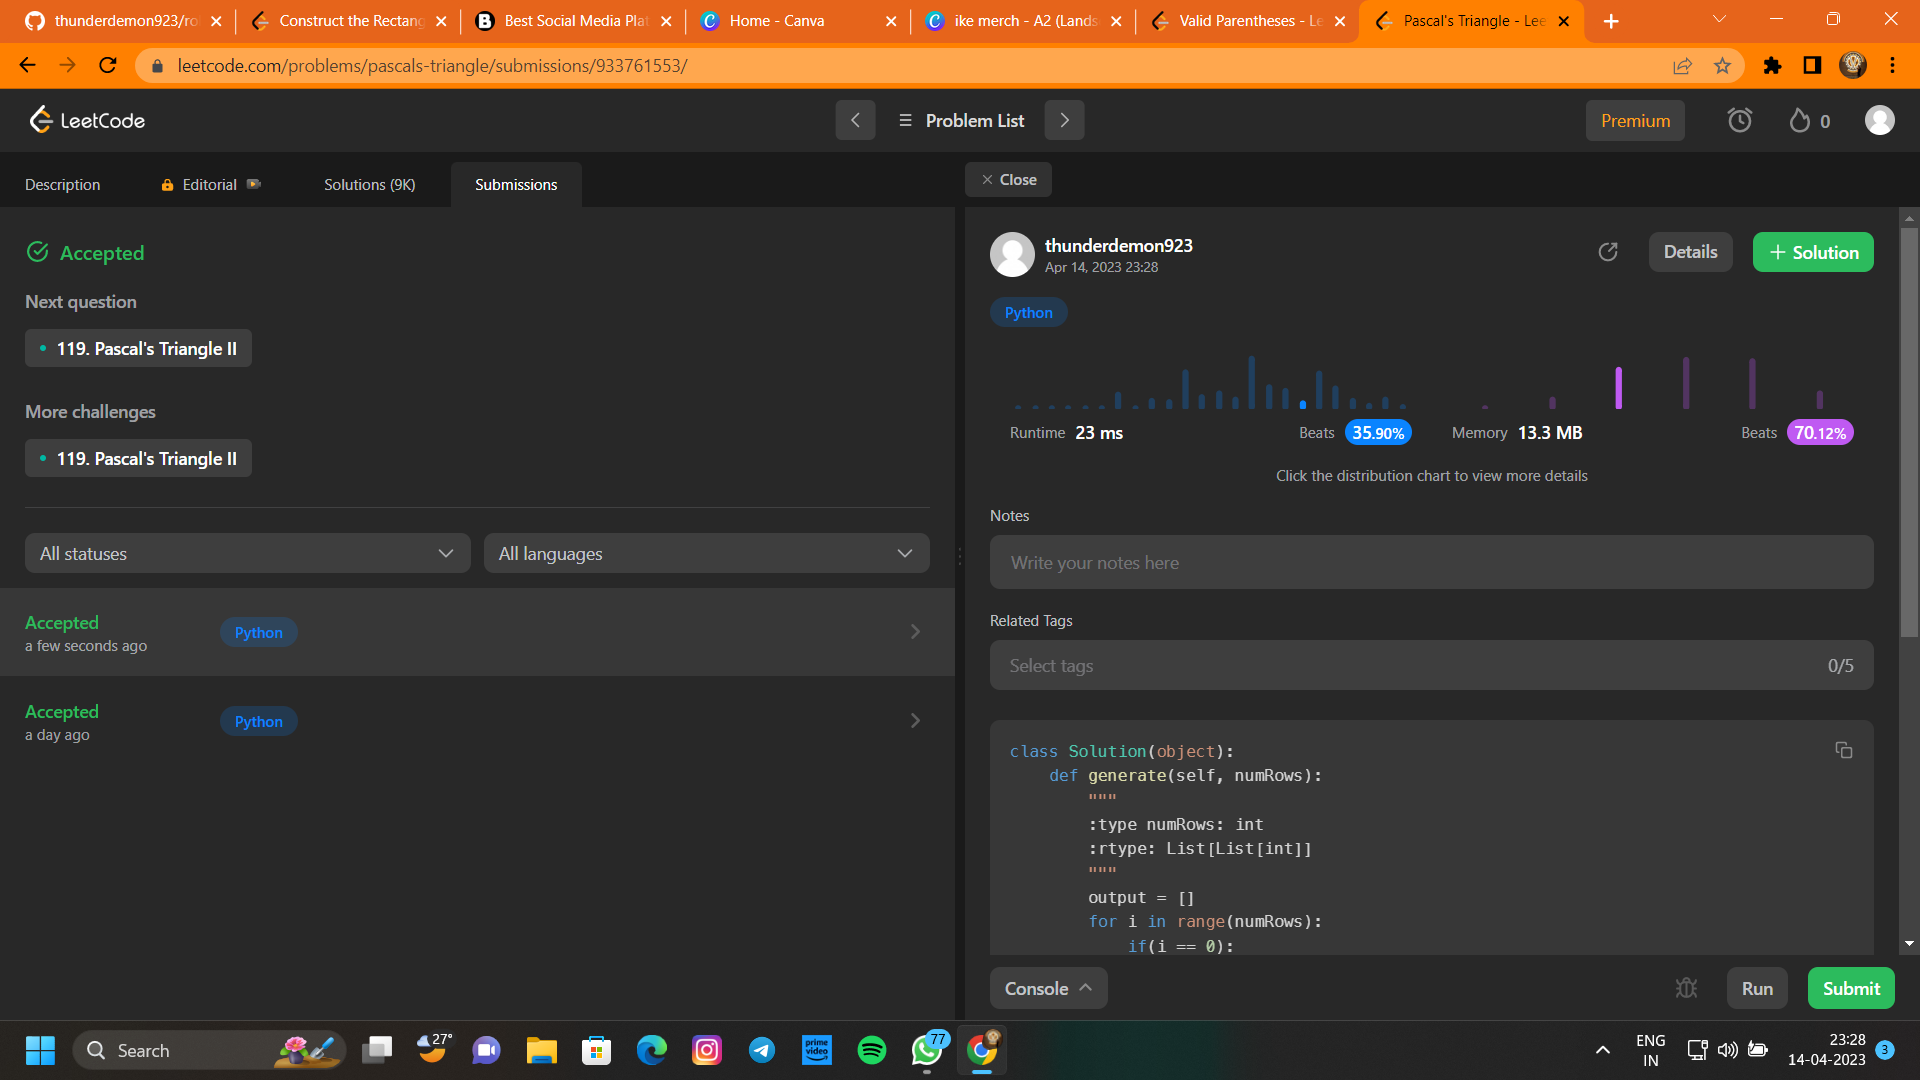 thunderdemon923/ro
Construct the Rectang
Best Social Media Plat
Home - Canva
ike merch - A2 (Lands
Valid Parentheses - Le
Pascal's Triangle - Lee
leetcode.com/problems/pascals-triangle/submissions/933761553/
LeetCode
Problem List
Premium
0
Description
Editorial
Solutions (9K)
Submissions
Close
Accepted
Next question
119. Pascal's Triangle II
More challenges
119. Pascal's Triangle II
All statuses
All languages
Accepted
a few seconds ago
Python
Accepted
a day ago
Python
thunderdemon923
Apr 14, 2023 23:28
Details
+ Solution
Python
Runtime 23 ms
Beats 35.90%
Memory 13.3 MB
Beats 70.12%
Click the distribution chart to view more details
Notes
Write your notes here
Related Tags
Select tags
0/5
class Solution(object):
def generate(self, numRows):
"""
:type numRows: int
:rtype: List[List[int]]
"""
output = []
for i in range(numRows):
if(i == 0):
Console
Run
Submit
Search
27°
prime video
77
ENG
IN
23:28
14-04-2023
3